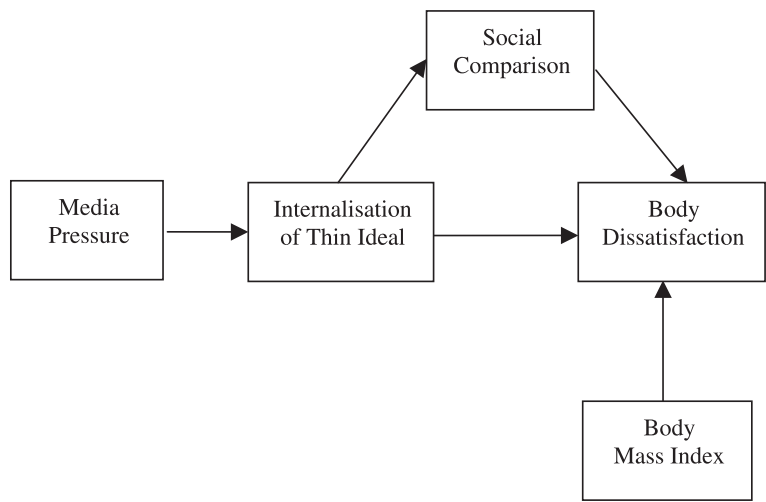 Social
Comparison
Media
Pressure
Internalisation
of Thin Ideal
Body
Dissatisfaction
Body
Mass Index